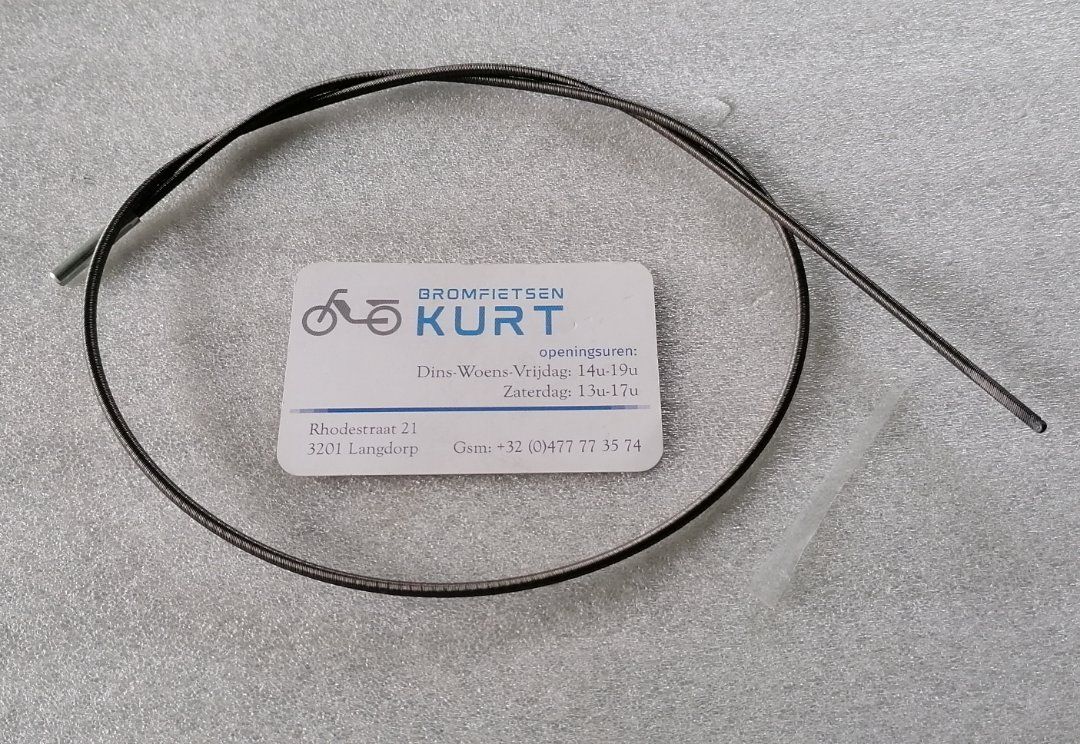 BROMFIETSEN
KURT
openingsuren:
Dins-Woens-Vrijdag: 14u-19u
Zaterdag: 13u-17u
Rhodestraat 21
3201 Langdorp Gsm: +32 (0)477 77 35 74